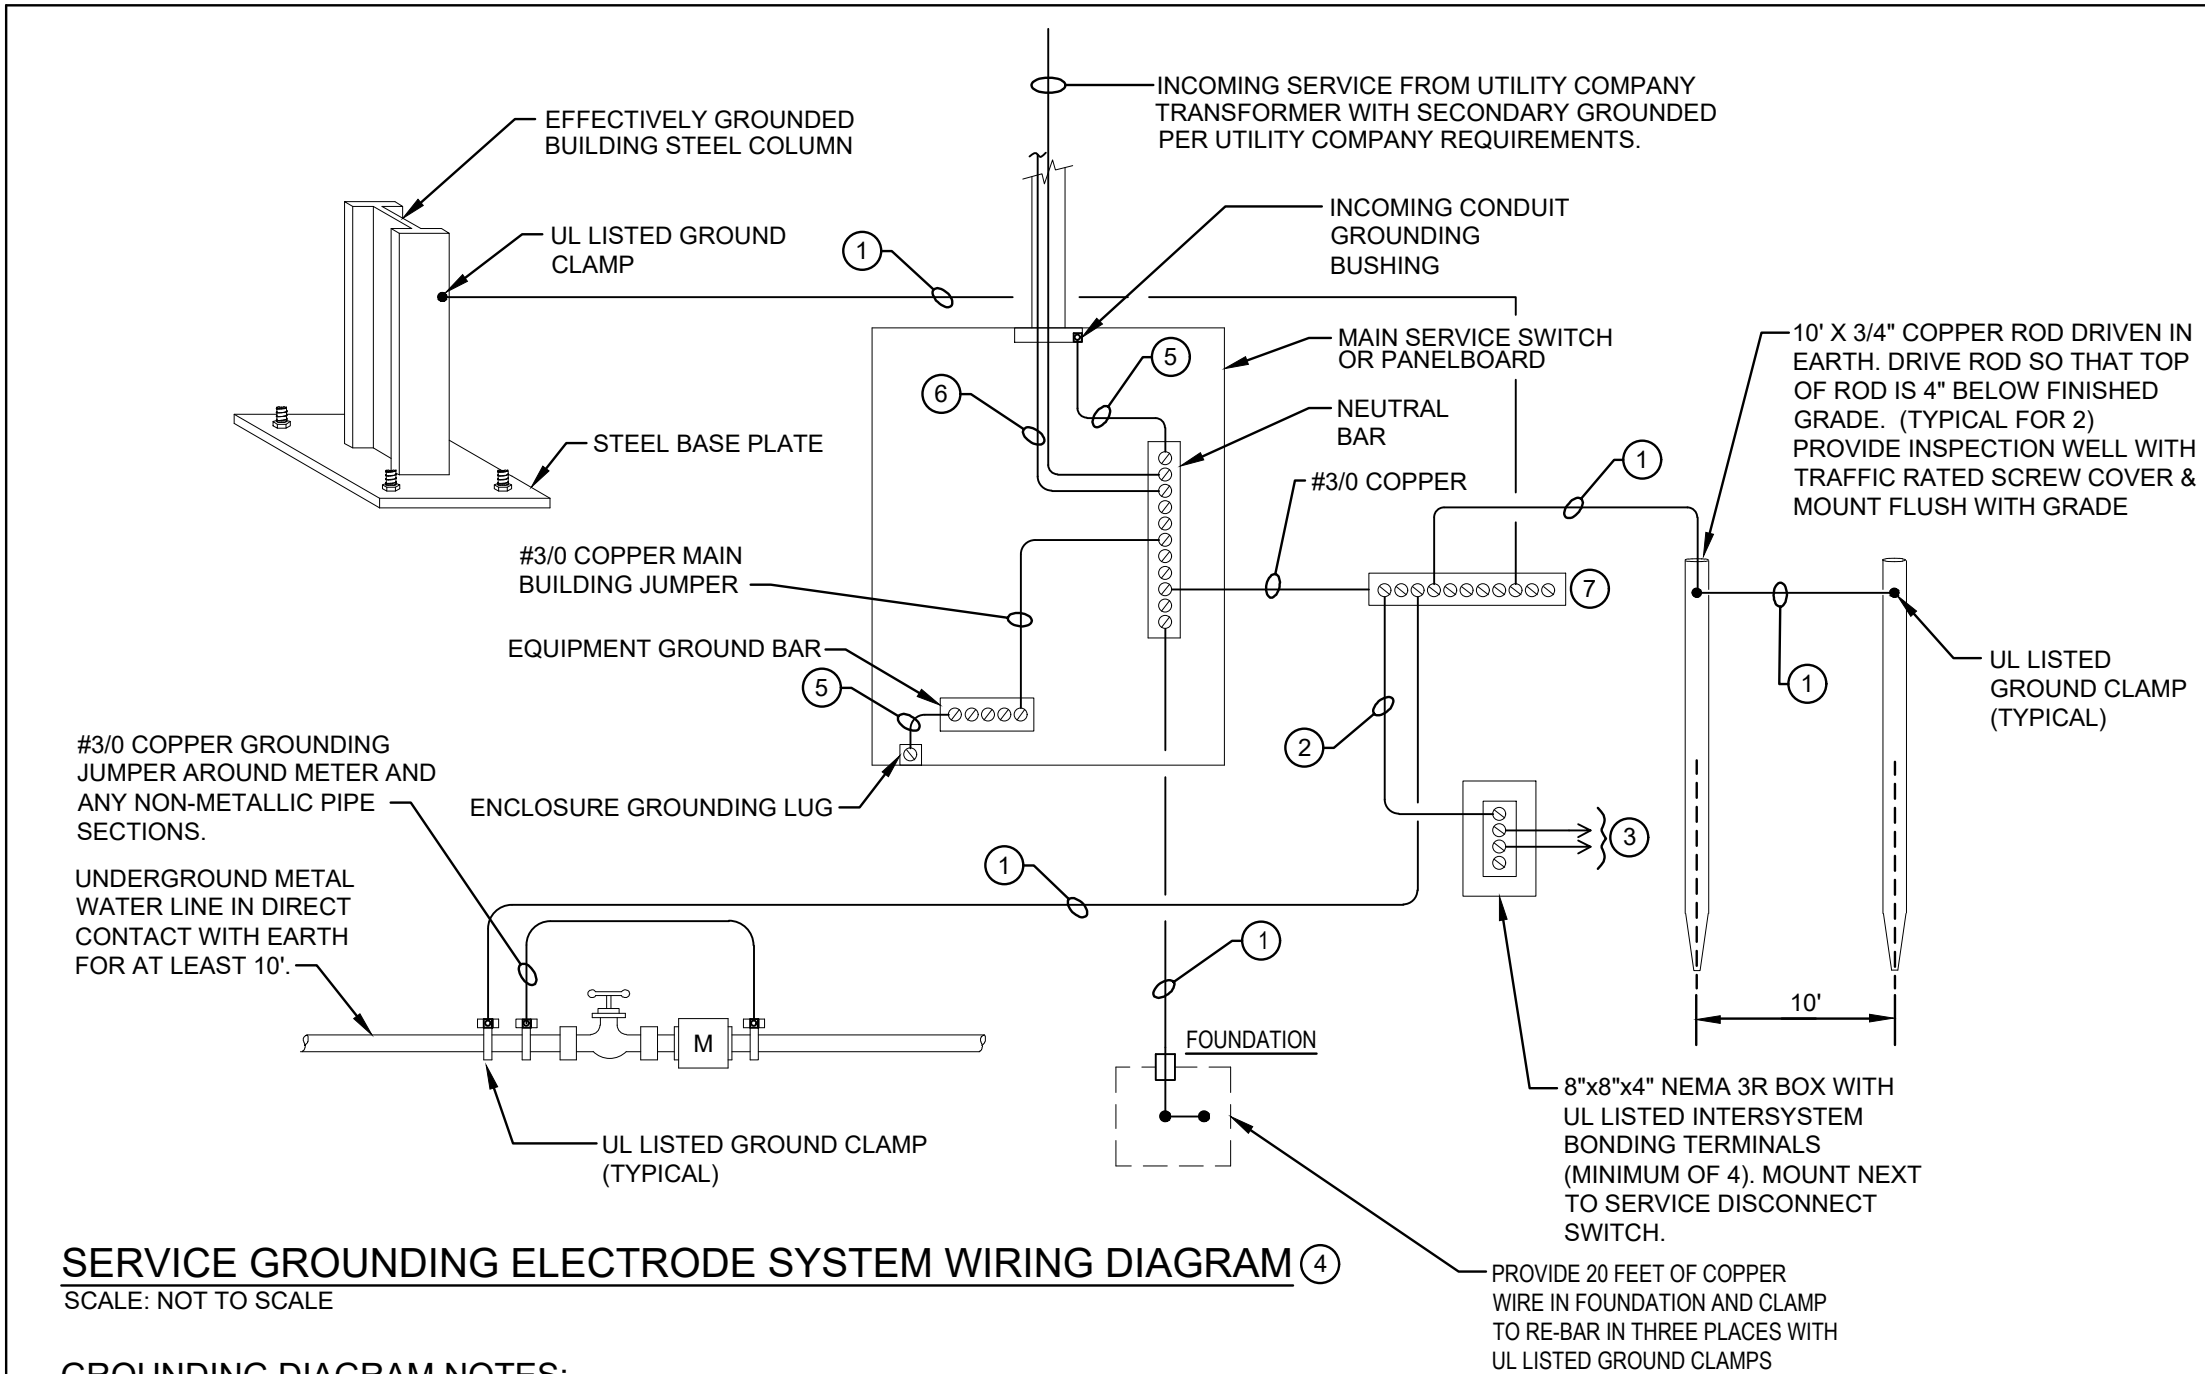 INCOMING SERVICE FROM UTILITY COMPANY
TRANSFORMER WITH SECONDARY GROUNDED
PER UTILITY COMPANY REQUIREMENTS.
EFFECTIVELY GROUNDED
BUILDING STEEL COLUMN
INCOMING CONDUIT
GROUNDING
BUSHING
UL LISTED GROUND
CLAMP
1
MAIN SERVICE SWITCH
OR PANELBOARD
10' X 3/4" COPPER ROD DRIVEN IN
EARTH. DRIVE ROD SO THAT TOP
OF ROD IS 4" BELOW FINISHED
GRADE. (TYPICAL FOR 2)
PROVIDE INSPECTION WELL WITH
TRAFFIC RATED SCREW COVER &
MOUNT FLUSH WITH GRADE
5
6
NEUTRAL
BAR
STEEL BASE PLATE
1
#3/0 COPPER
#3/0 COPPER MAIN
BUILDING JUMPER
7
EQUIPMENT GROUND BAR
5
1
UL LISTED
GROUND CLAMP
(TYPICAL)
2
#3/0 COPPER GROUNDING
JUMPER AROUND METER AND
ANY NON-METALLIC PIPE
SECTIONS.
ENCLOSURE GROUNDING LUG
3
1
UNDERGROUND METAL
WATER LINE IN DIRECT
CONTACT WITH EARTH
FOR AT LEAST 10'.
1
10'
M
FOUNDATION
UL LISTED GROUND CLAMP
(TYPICAL)
8"x8"x4" NEMA 3R BOX WITH
UL LISTED INTERSYSTEM
BONDING TERMINALS
(MINIMUM OF 4). MOUNT NEXT
TO SERVICE DISCONNECT
SWITCH.
SERVICE GROUNDING ELECTRODE SYSTEM WIRING DIAGRAM 4
SCALE: NOT TO SCALE
PROVIDE 20 FEET OF COPPER
WIRE IN FOUNDATION AND CLAMP
TO RE-BAR IN THREE PLACES WITH
UL LISTED GROUND CLAMPS
GROUNDING DIAGRAM NOTES: